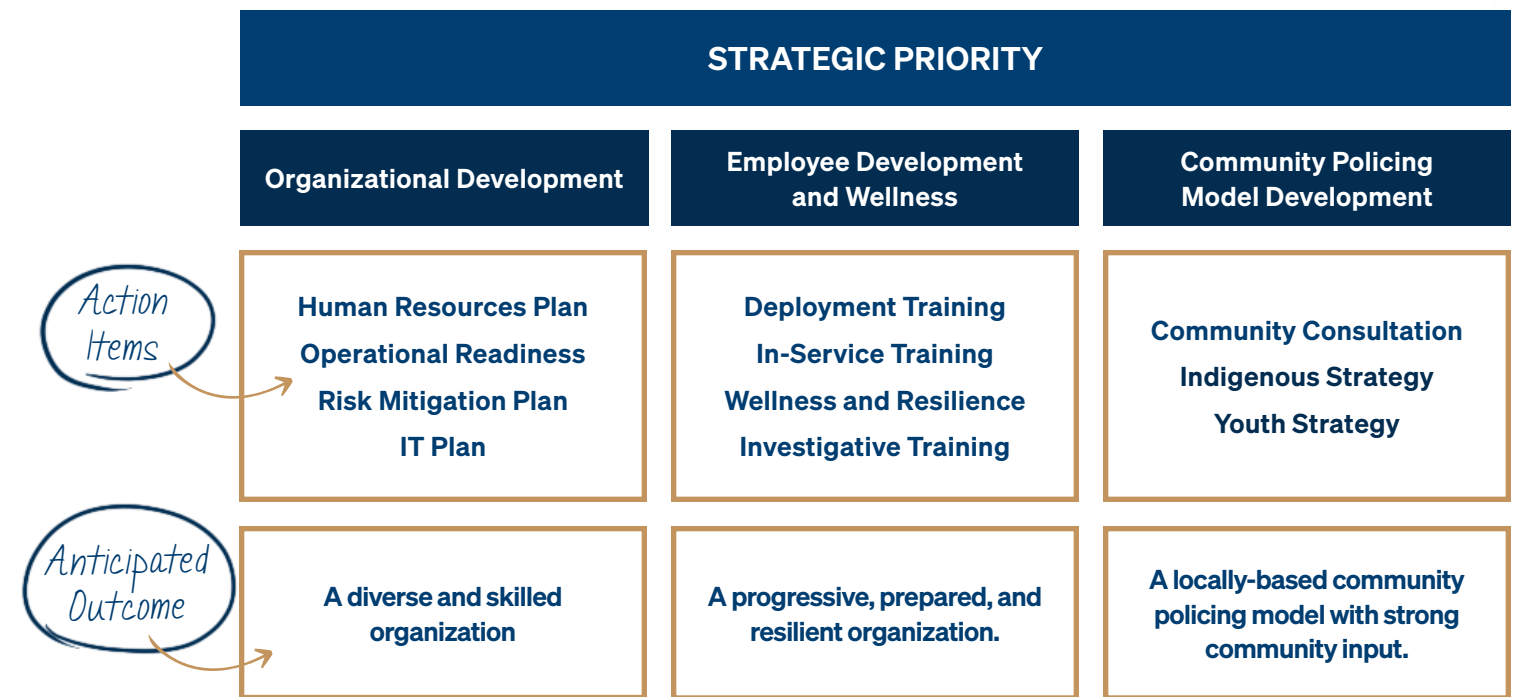 STRATEGIC PRIORITY
Organizational Development
Employee Development
and Wellness
Community Policing
Model Development
Action
Items
Human Resources Plan
Operational Readiness
Risk Mitigation Plan
IT Plan
Deployment Training
In-Service Training
Wellness and Resilience
Investigative Training
Community Consultation
Indigenous Strategy
Youth Strategy
Anticipated
Outcome
A diverse and skilled
organization
A progressive, prepared, and
resilient organization.
A locally-based community
policing model with strong
community input.